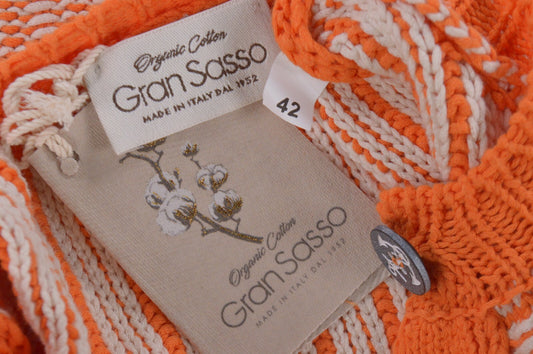 Organic Cotton
Gran Sasso
MADE IN ITALY DAL 1952
42
Organic Cotton
Gran Sasso
MADE IN ITALY DAL 1952